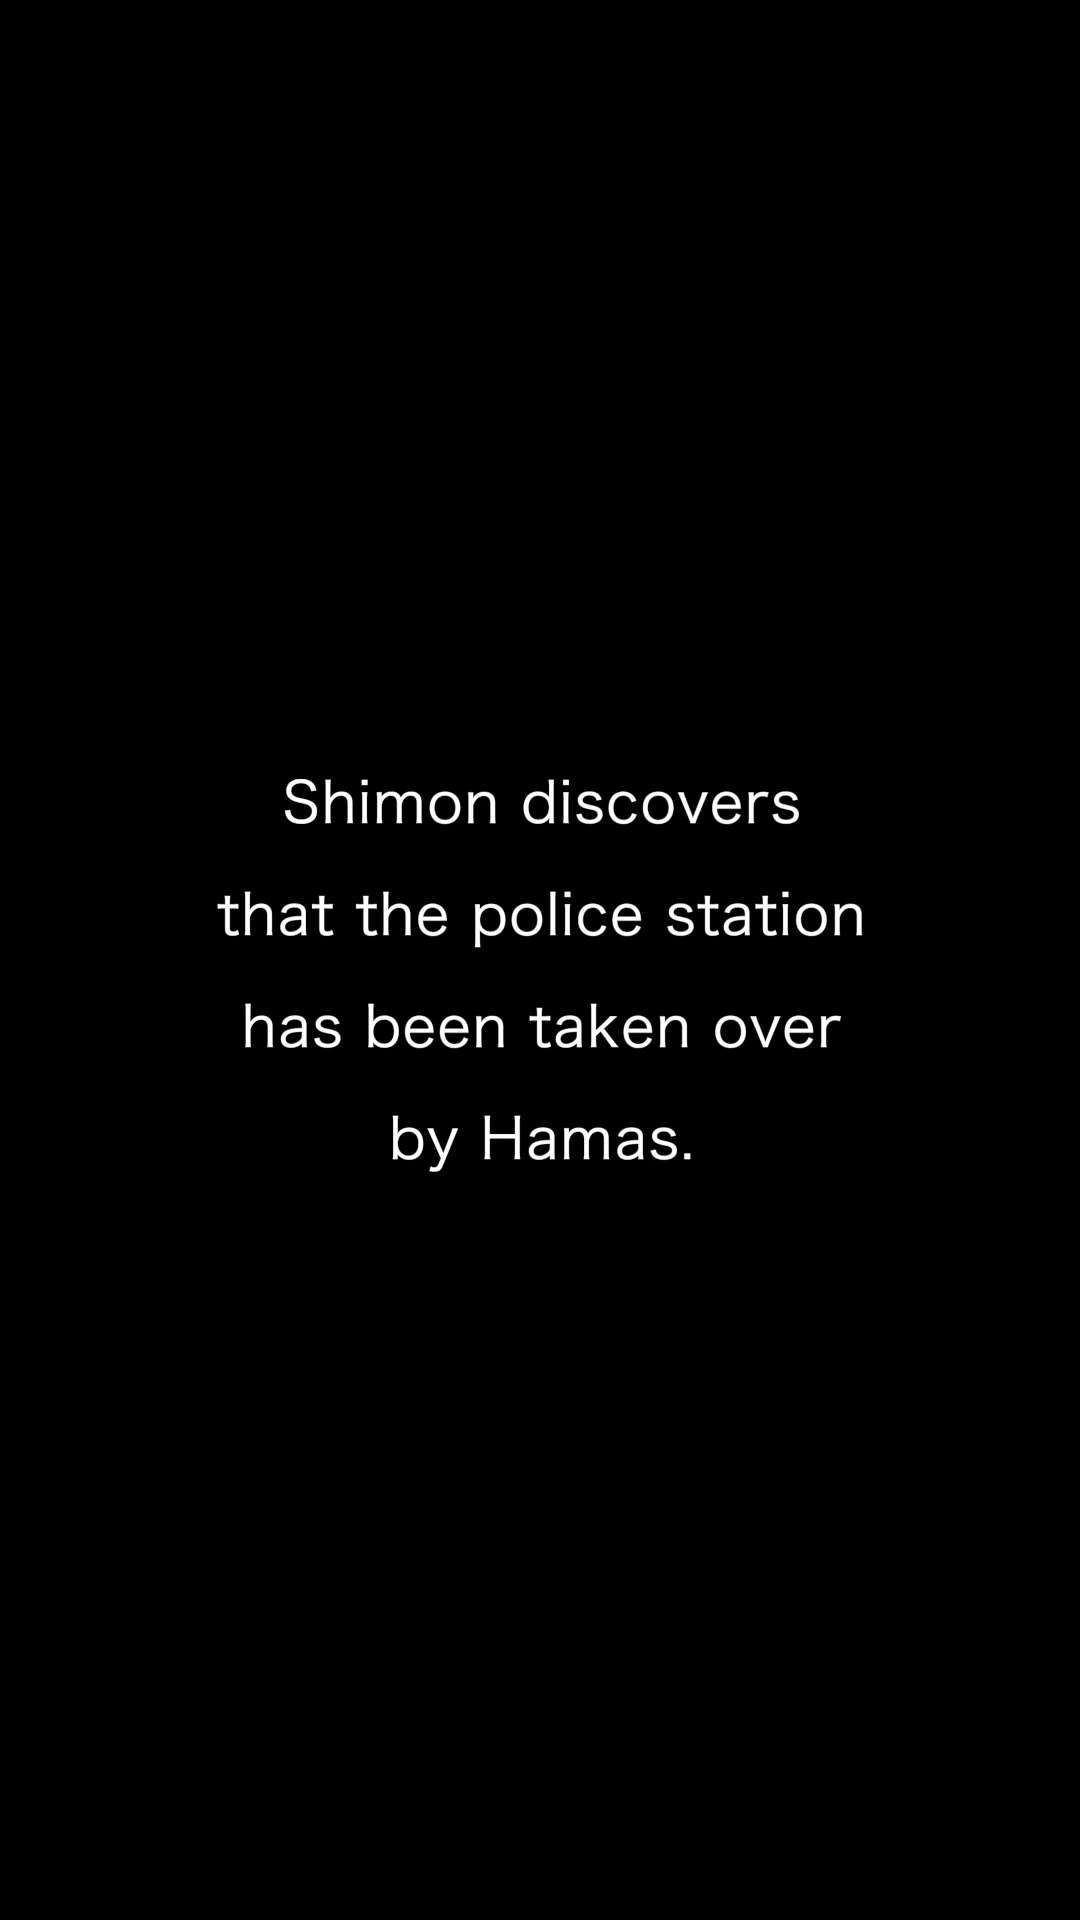 Shimon discovers
that the police station
has been taken over
by Hamas.